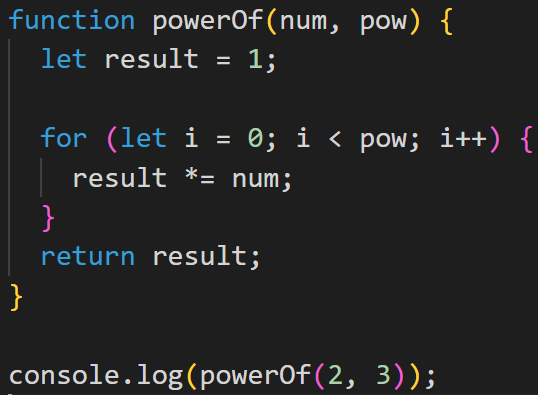 function powerOf(num, pow) {
  let result = 1;

  for (let i = 0; i < pow; i++) {
    result *= num;
  }
  return result;
}

console.log(powerOf(2, 3));